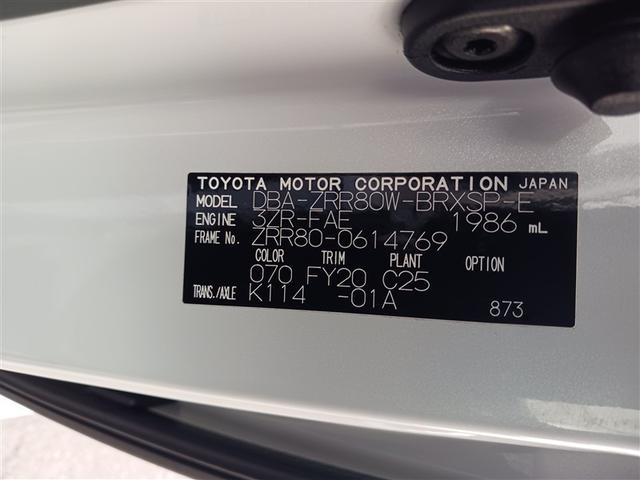 TOYOTA MOTOR CORPORATION JAPAN
MODEL DBA-ZRR80W-BRXSP-E
ENGINE 3ZR-FAE 1986 mL
FRAME No. ZRR80-0614769
COLOR TRIM PLANT OPTION
070 FY20 C25
TRANS./AXLE K114 -01A
873